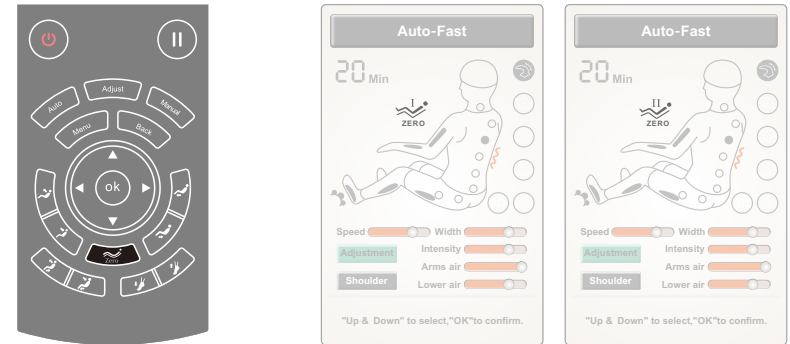 Auto
Adjust
Manual
Menu
Back
ok
Zero
Auto-Fast
20 Min
I
ZERO
Speed
Width
Adjustment
Intensity
Arms air
Shoulder
Lower air
"Up & Down" to select,"OK"to confirm.
Auto-Fast
20 Min
II
ZERO
Speed
Width
Adjustment
Intensity
Arms air
Shoulder
Lower air
"Up & Down" to select,"OK"to confirm.